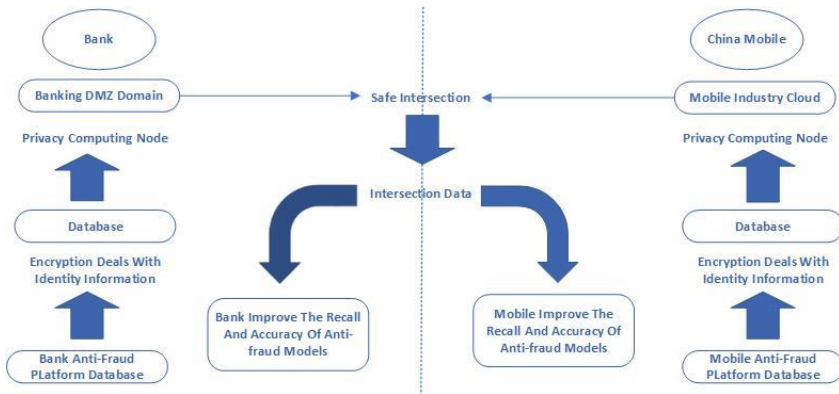 Bank
China Mobile
Banking DMZ Domain
Safe Intersection
Mobile Industry Cloud
Privacy Computing Node
Privacy Computing Node
Intersection Data
Database
Database
Encryption Deals With
Identity Information
Encryption Deals With
Identity Information
Bank Improve The Recall
And Accuracy Of Anti-
fraud Models
Mobile Improve The
Recall And Accuracy Of
Anti-fraud Models
Bank Anti-Fraud
PLatform Database
Mobile Anti-Fraud
PLatform Database